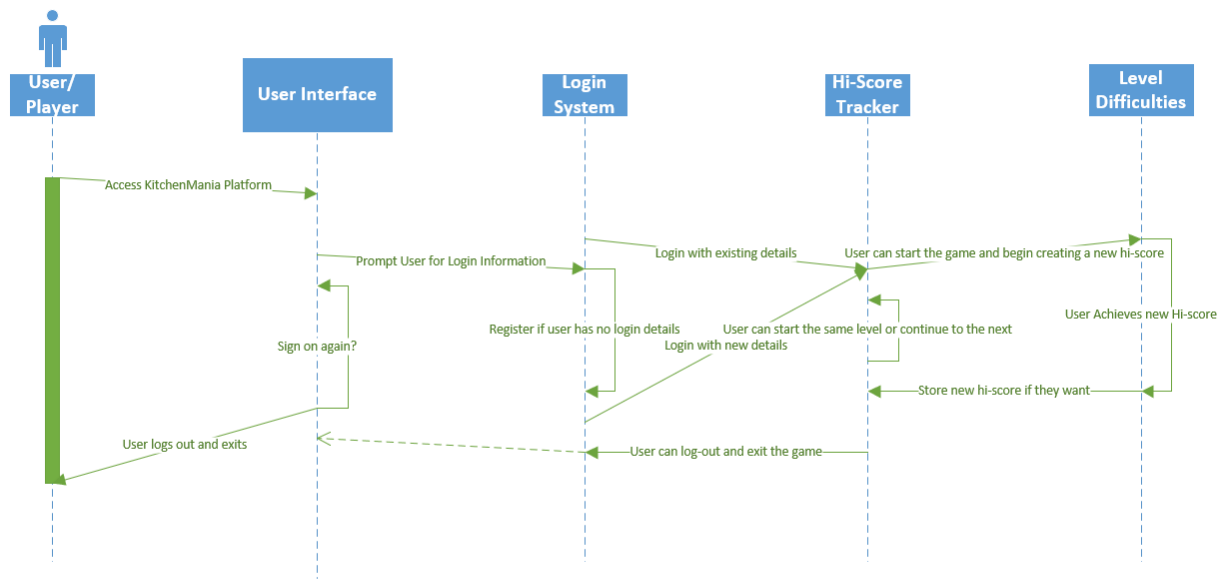 User/
Player
User Interface
Login
System
Hi-Score
Tracker
Level
Difficulties
Access KitchenMania Platform
Login with existing details
User can start the game and begin creating a new hi-score
Prompt User for Login Information
User Achieves new Hi-score
Register if user has no login details
User can start the same level or continue to the next
Sign on again?
Login with new details
Store new hi-score if they want
User logs out and exits
User can log-out and exit the game